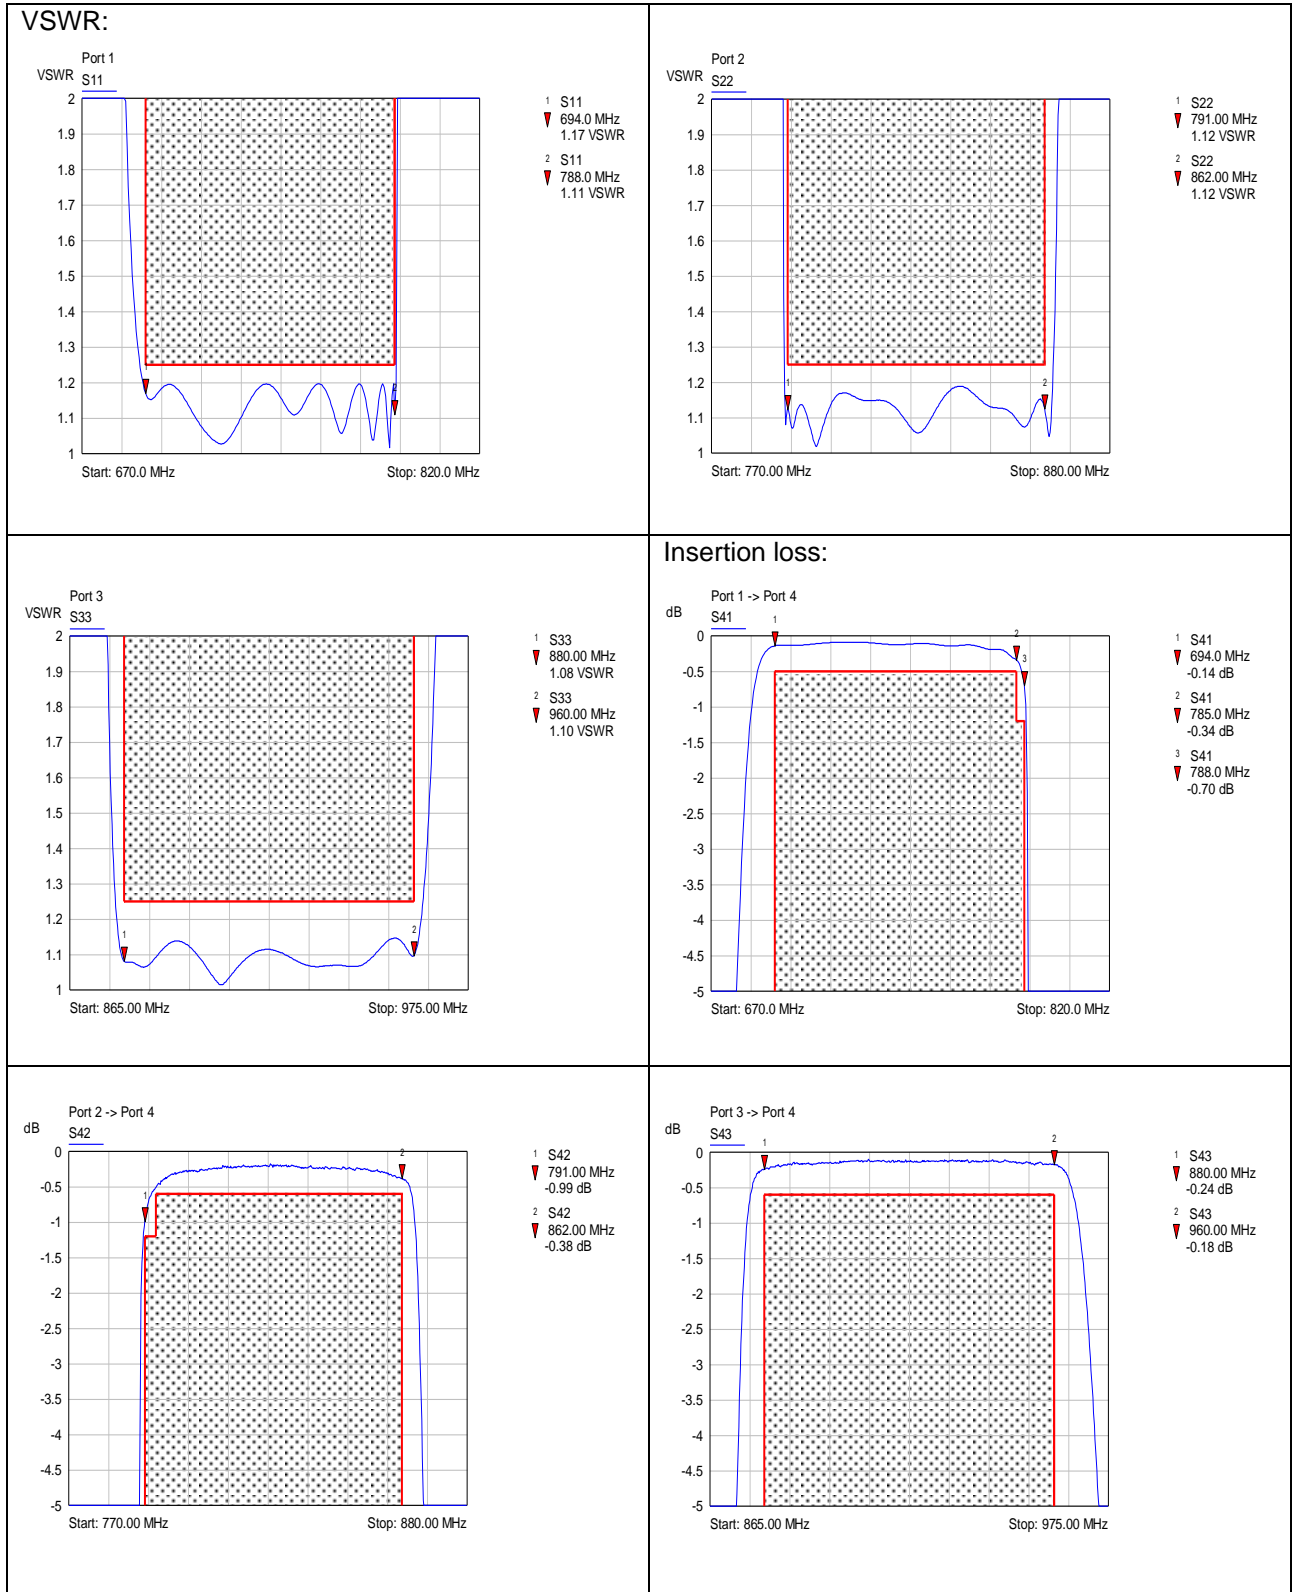 VSWR:
Port 1
VSWR S11
2
1.9
1.8
1.7
1.6
1.5
1.4
1.3
1.2
1.1
1
1
2
Start: 670.0 MHz Stop: 820.0 MHz
1 S11
694.0 MHz
1.17 VSWR
2 S11
788.0 MHz
1.11 VSWR
Port 2
VSWR S22
2
1.9
1.8
1.7
1.6
1.5
1.4
1.3
1.2
1.1
1
1
2
Start: 770.00 MHz Stop: 880.00 MHz
1 S22
791.00 MHz
1.12 VSWR
2 S22
862.00 MHz
1.12 VSWR
Port 3
VSWR S33
2
1.9
1.8
1.7
1.6
1.5
1.4
1.3
1.2
1.1
1
1
2
Start: 865.00 MHz Stop: 975.00 MHz
1 S33
880.00 MHz
1.08 VSWR
2 S33
960.00 MHz
1.10 VSWR
Insertion loss:
Port 1 -> Port 4
dB S41
0
-0.5
-1
-1.5
-2
-2.5
-3
-3.5
-4
-4.5
-5
1
2
3
Start: 670.0 MHz Stop: 820.0 MHz
1 S41
694.0 MHz
-0.14 dB
2 S41
785.0 MHz
-0.34 dB
3 S41
788.0 MHz
-0.70 dB
Port 2 -> Port 4
dB S42
0
-0.5
-1
-1.5
-2
-2.5
-3
-3.5
-4
-4.5
-5
1
2
Start: 770.00 MHz Stop: 880.00 MHz
1 S42
791.00 MHz
-0.99 dB
2 S42
862.00 MHz
-0.38 dB
Port 3 -> Port 4
dB S43
0
-0.5
-1
-1.5
-2
-2.5
-3
-3.5
-4
-4.5
-5
1
2
Start: 865.00 MHz Stop: 975.00 MHz
1 S43
880.00 MHz
-0.24 dB
2 S43
960.00 MHz
-0.18 dB